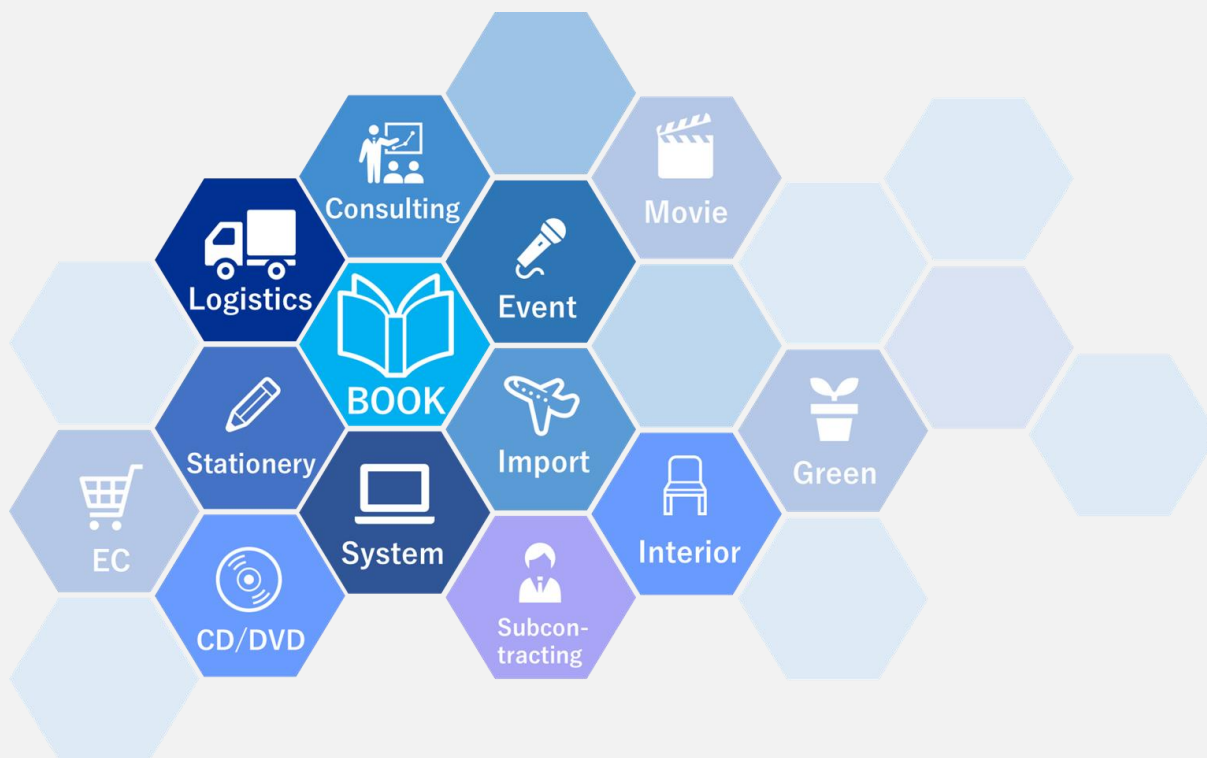 Consulting
Movie
Logistics
Event
BOOK
Stationery
Import
Green
EC
System
Interior
CD/DVD
Subcon-
tracting